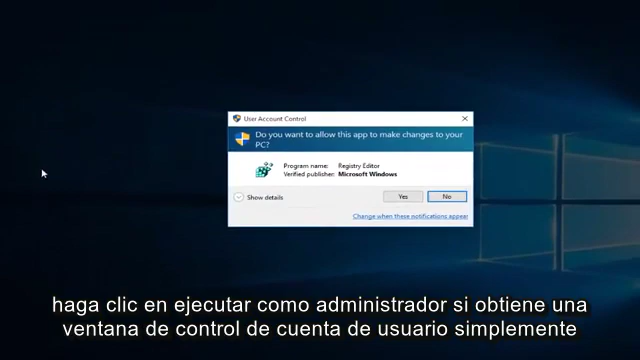 User Account Control
Do you want to allow this app to make changes to your
PC?
Program name: Registry Editor
Verified publisher: Microsoft Windows
Show details
Yes
No
Change when these notifications appear
haga clic en ejecutar como administrador si obtiene una
ventana de control de cuenta de usuario simplemente